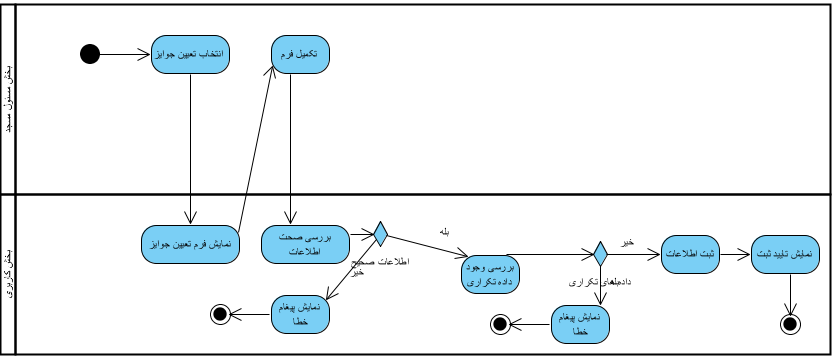 بخش مسئول مسجد
انتخاب تعیین جوایز
تکمیل فرم
بخش کاربری
نمایش فرم تعیین جوایز
بررسی صحت
اطلاعات
بله
اطلاعات صحیح
خیر
نمایش پیغام
خطا
بررسی وجود
داده تکراری
خیر
داده‌های تکراری
بله
نمایش پیغام
خطا
ثبت اطلاعات
نمایش تایید ثبت